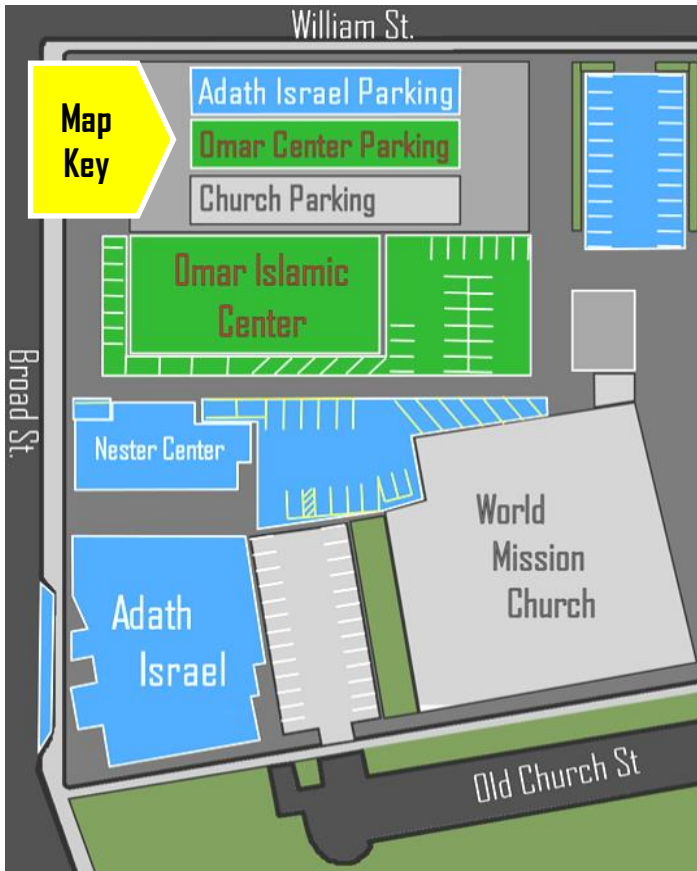 William St.
Map
Key
Adath Israel Parking
Omar Center Parking
Church Parking
Omar Islamic
Center
Broad St.
Nester Center
World
Mission
Church
Adath
Israel
Old Church St